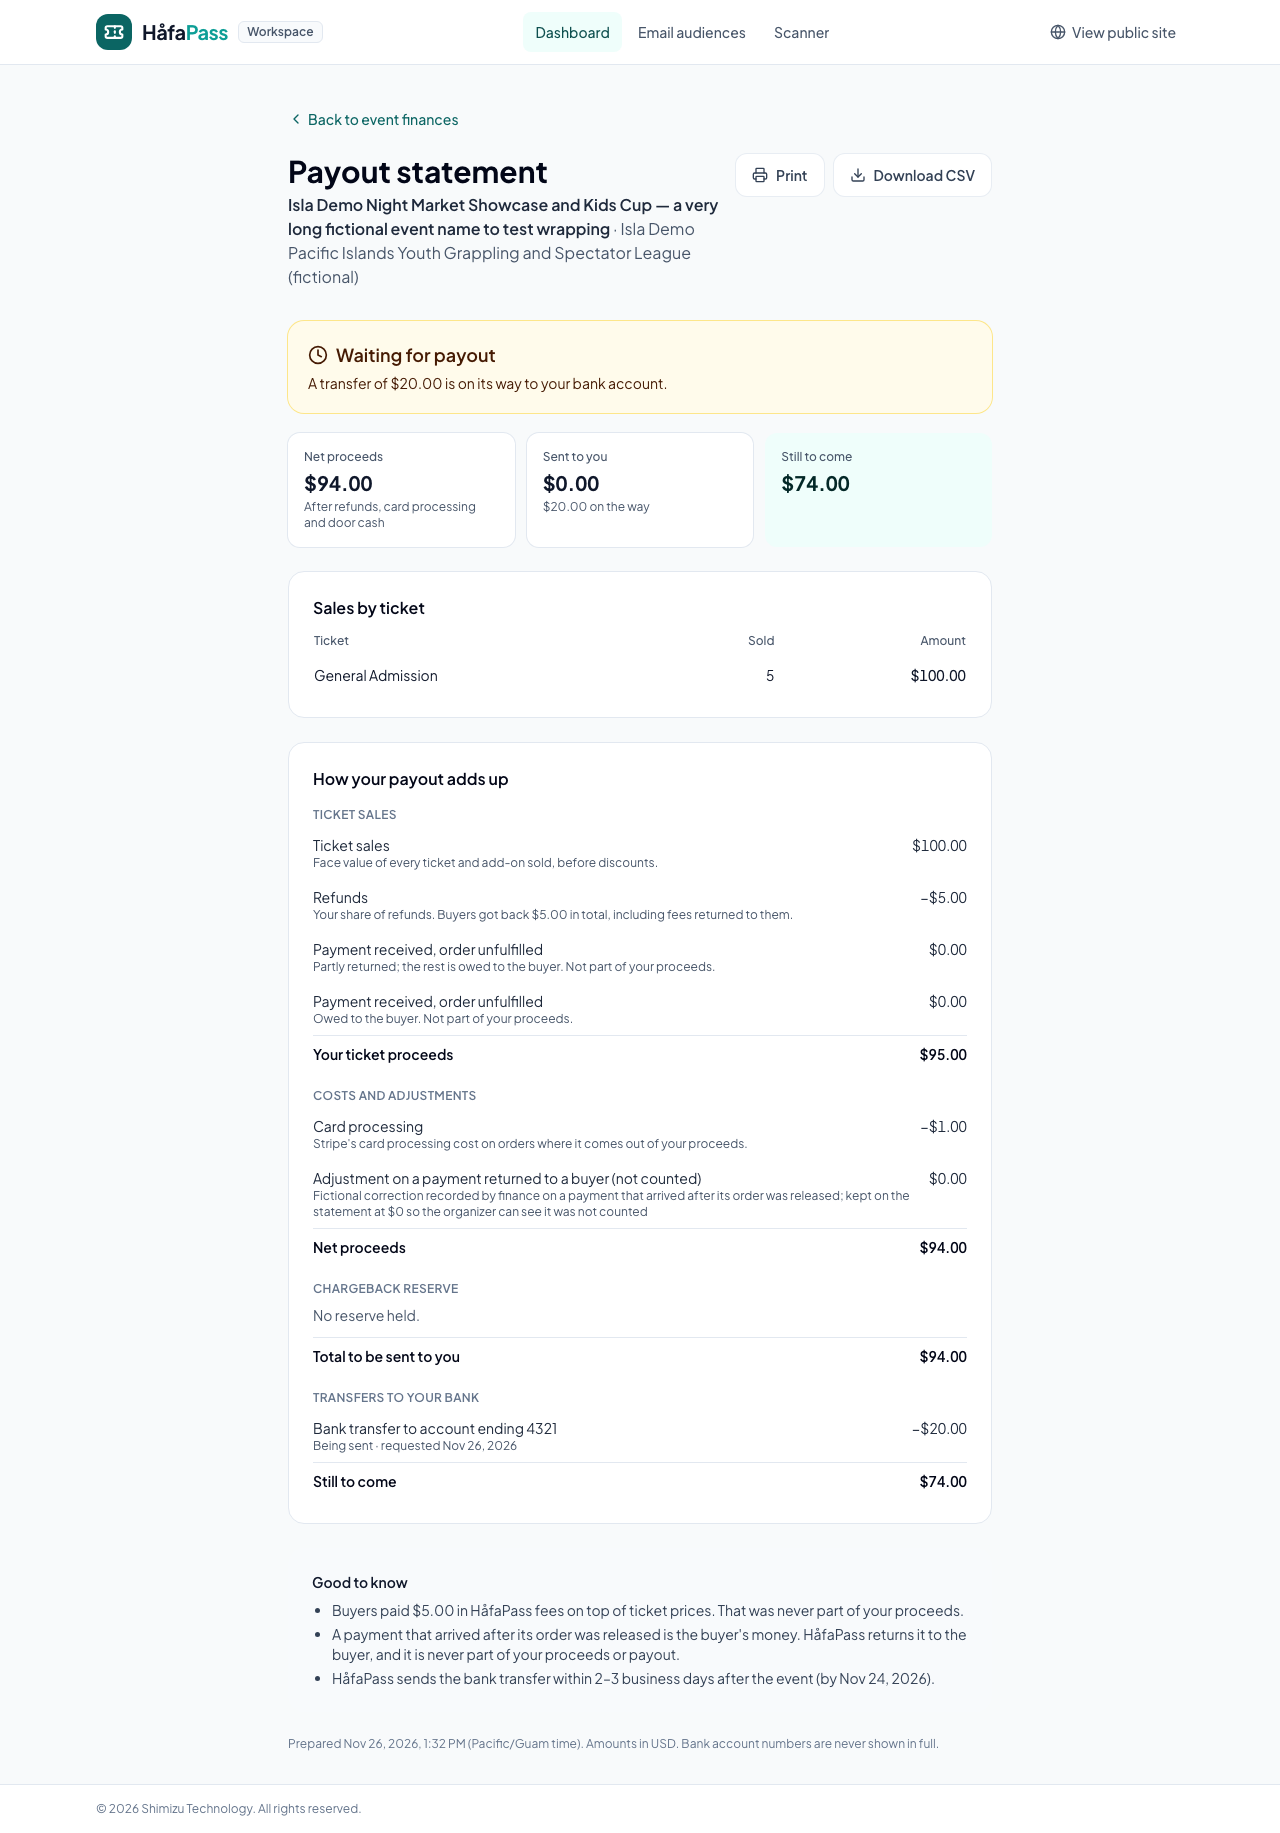 HåfaPass Workspace Dashboard Email audiences Scanner View public site
Back to event finances
Payout statement
Print Download CSV
Isla Demo Night Market Showcase and Kids Cup — a very
long fictional event name to test wrapping · Isla Demo
Pacific Islands Youth Grappling and Spectator League
(fictional)
Waiting for payout
A transfer of $20.00 is on its way to your bank account.
Net proceeds
$94.00
After refunds, card processing
and door cash
Sent to you
$0.00
$20.00 on the way
Still to come
$74.00
Sales by ticket
Ticket Sold Amount
General Admission 5 $100.00
How your payout adds up
TICKET SALES
Ticket sales $100.00
Face value of every ticket and add-on sold, before discounts.
Refunds −$5.00
Your share of refunds. Buyers got back $5.00 in total, including fees returned to them.
Payment received, order unfulfilled $0.00
Partly returned; the rest is owed to the buyer. Not part of your proceeds.
Payment received, order unfulfilled $0.00
Owed to the buyer. Not part of your proceeds.
Your ticket proceeds $95.00
COSTS AND ADJUSTMENTS
Card processing −$1.00
Stripe's card processing cost on orders where it comes out of your proceeds.
Adjustment on a payment returned to a buyer (not counted) $0.00
Fictional correction recorded by finance on a payment that arrived after its order was released; kept on the
statement at $0 so the organizer can see it was not counted
Net proceeds $94.00
CHARGEBACK RESERVE
No reserve held.
Total to be sent to you $94.00
TRANSFERS TO YOUR BANK
Bank transfer to account ending 4321 −$20.00
Being sent · requested Nov 26, 2026
Still to come $74.00
Good to know
• Buyers paid $5.00 in HåfaPass fees on top of ticket prices. That was never part of your proceeds.
• A payment that arrived after its order was released is the buyer's money. HåfaPass returns it to the
buyer, and it is never part of your proceeds or payout.
• HåfaPass sends the bank transfer within 2–3 business days after the event (by Nov 24, 2026).
Prepared Nov 26, 2026, 1:32 PM (Pacific/Guam time). Amounts in USD. Bank account numbers are never shown in full.
© 2026 Shimizu Technology. All rights reserved.